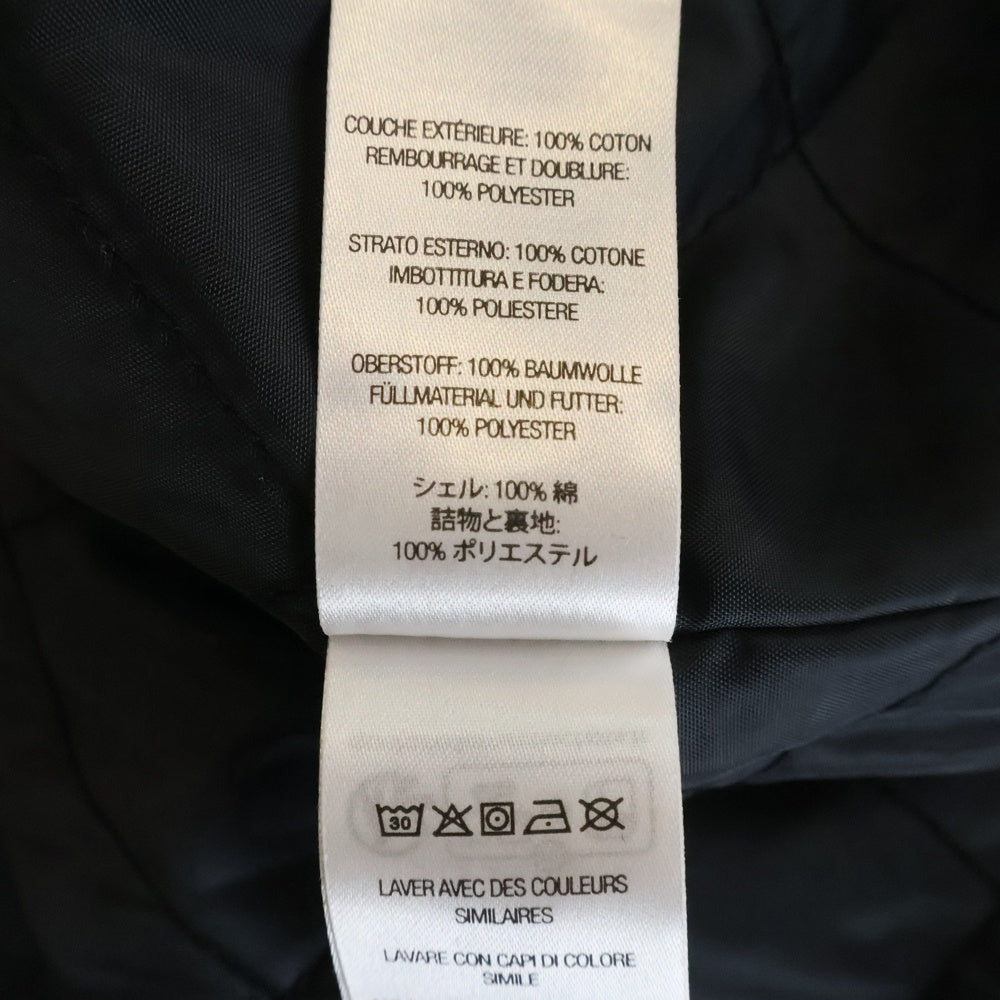 COUCHE EXTÉRIEURE: 100% COTON
REMBOURRAGE ET DOUBLURE:
100% POLYESTER
STRATO ESTERNO: 100% COTONE
IMBOTTITURA E FODERA:
100% POLIESTERE
OBERSTOFF: 100% BAUMWOLLE
FÜLLMATERIAL UND FUTTER:
100% POLYESTER
シェル: 100% 綿
詰物と裏地:
100% ポリエステル
30
LAVER AVEC DES COULEURS
SIMILAIRES
LAVARE CON CAPI DI COLORE
SIMILE